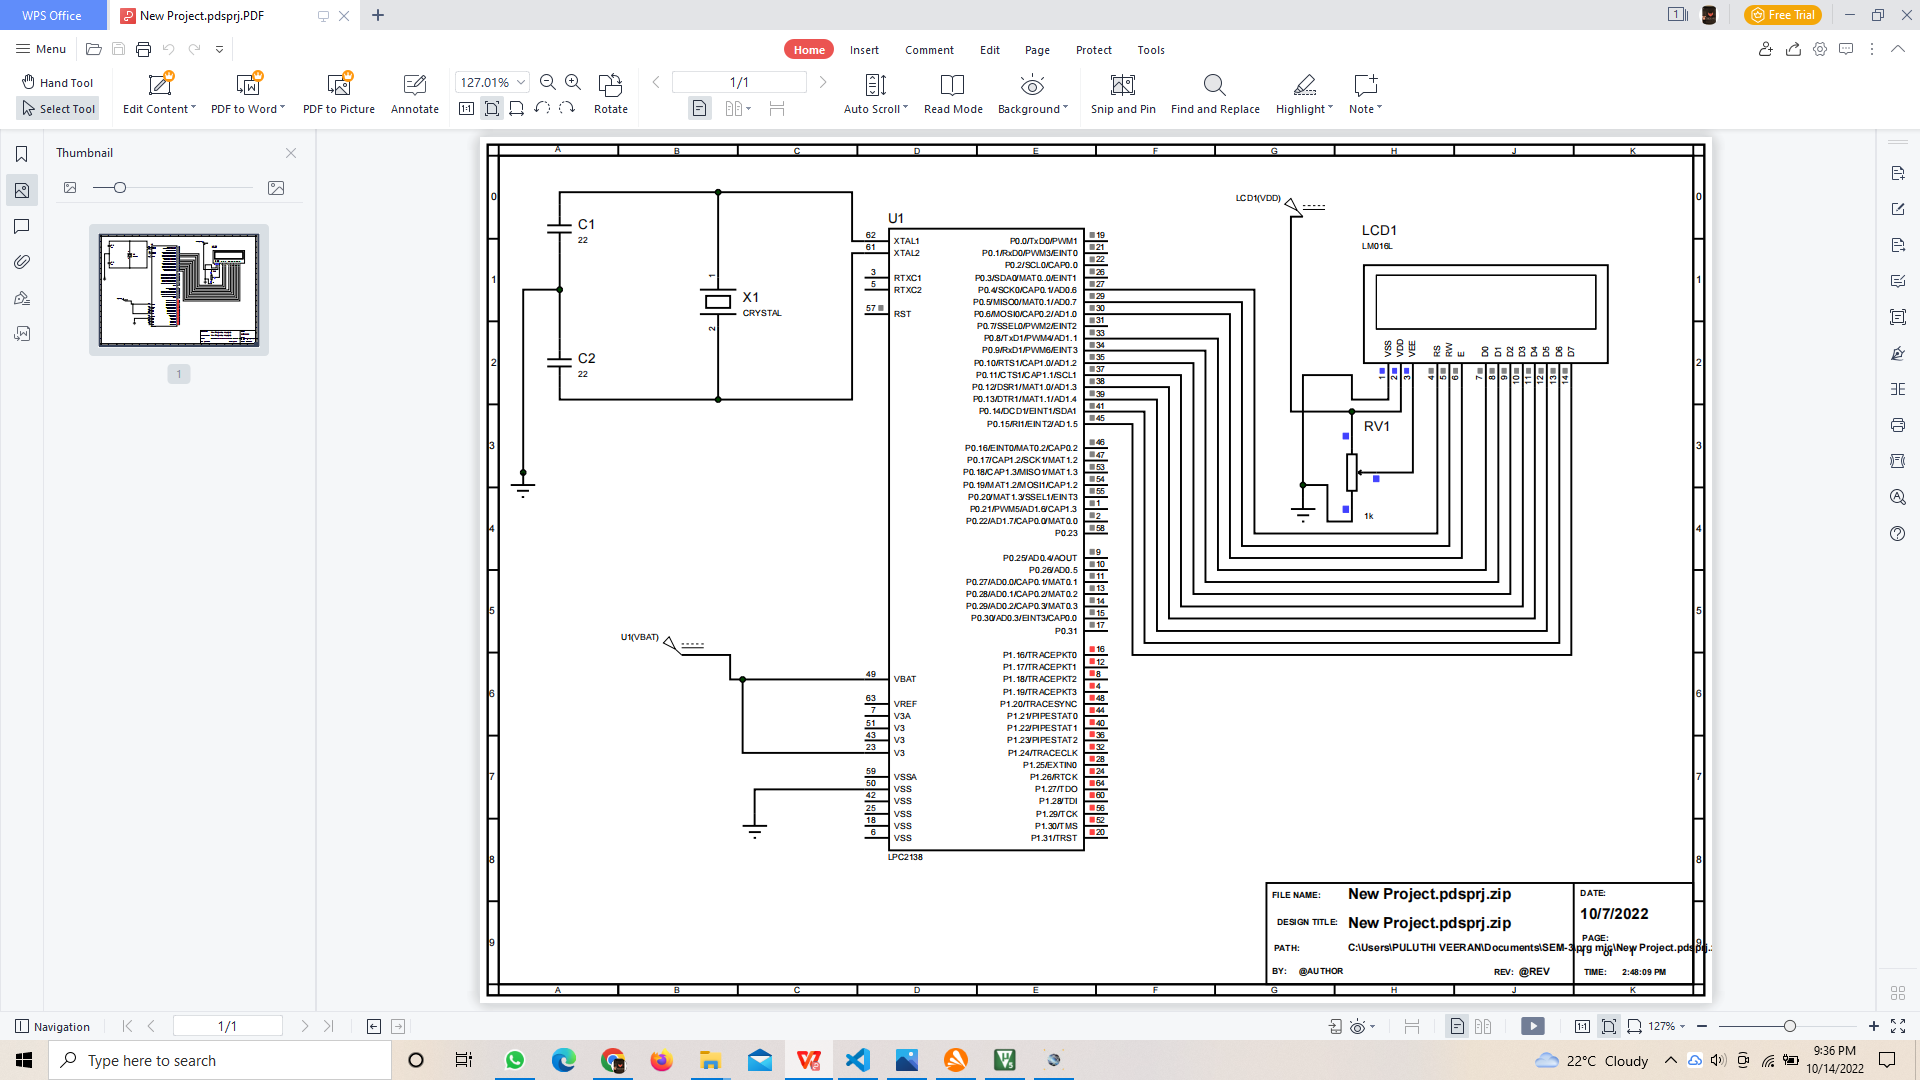 WPS Office
New Project.pdsprj.PDF
1
Free Trial
Menu
Home
Insert
Comment
Edit
Page
Protect
Tools
Hand Tool
Select Tool
Edit Content
PDF to Word
PDF to Picture
Annotate
127.01%
Rotate
1/1
Auto Scroll
Read Mode
Background
Snip and Pin
Find and Replace
Highlight
Note
Thumbnail
1
A B C D E F G H J K
0
1
2
3
4
5
6
7
8
9
C1
22
C2
22
X1
CRYSTAL
1
2
U1
62 XTAL1
61 XTAL2
3 RTXC1
5 RTXC2
57 RST
49 VBAT
63 VREF
7 V3A
51 V3
43 V3
23 V3
59 VSSA
50 VSS
42 VSS
25 VSS
18 VSS
6 VSS
P0.0/TxD0/PWM1 19
P0.1/RxD0/PWM3/EINT0 21
P0.2/SCL0/CAP0.0 22
P0.3/SDA0/MAT0..0/EINT1 26
P0.4/SCK0/CAP0.1/AD0.6 27
P0.5/MISO0/MAT0.1/AD0.7 29
P0.6/MOSI0/CAP0.2/AD1.0 30
P0.7/SSEL0/PWM2/EINT2 31
P0.8/TxD1/PWM4/AD1.1 33
P0.9/RxD1/PWM6/EINT3 34
P0.10/RTS1/CAP1.0/AD1.2 35
P0.11/CTS1/CAP1.1/SCL1 37
P0.12/DSR1/MAT1.0/AD1.3 38
P0.13/DTR1/MAT1.1/AD1.4 39
P0.14/DCD1/EINT1/SDA1 41
P0.15/RI1/EINT2/AD1.5 45
P0.16/EINT0/MAT0.2/CAP0.2 46
P0.17/CAP1.2/SCK1/MAT1.2 47
P0.18/CAP1.3/MISO1/MAT1.3 53
P0.19/MAT1.2/MOSI1/CAP1.2 54
P0.20/MAT1.3/SSEL1/EINT3 55
P0.21/PWM5/AD1.6/CAP1.3 1
P0.22/AD1.7/CAP0.0/MAT0.0 2
P0.23 58
P0.25/AD0.4/AOUT 9
P0.26/AD0.5 10
P0.27/AD0.0/CAP0.1/MAT0.1 11
P0.28/AD0.1/CAP0.2/MAT0.2 13
P0.29/AD0.2/CAP0.3/MAT0.3 14
P0.30/AD0.3/EINT3/CAP0.0 15
P0.31 17
P1.16/TRACEPKT0 16
P1.17/TRACEPKT1 12
P1.18/TRACEPKT2 8
P1.19/TRACEPKT3 4
P1.20/TRACESYNC 48
P1.21/PIPESTAT0 44
P1.22/PIPESTAT1 40
P1.23/PIPESTAT2 36
P1.24/TRACECLK 32
P1.25/EXTIN0 28
P1.26/RTCK 24
P1.27/TDO 64
P1.28/TDI 60
P1.29/TCK 56
P1.30/TMS 52
P1.31/TRST 20
LPC2138
U1(VBAT)
LCD1(VDD)
LCD1
LM016L
VSS VDD VEE RS RW E D0 D1 D2 D3 D4 D5 D6 D7
1 2 3 4 5 6 7 8 9 10 11 12 13 14
RV1
1k
FILE NAME: New Project.pdsprj.zip
DESIGN TITLE: New Project.pdsprj.zip
PATH: C:\Users\PULUTHI VEERAN\Documents\SEM-3\prg mic\New Project.pdsprj.
BY: @AUTHOR
REV: @REV
DATE:
10/7/2022
PAGE:
1 of 1
TIME: 2:48:09 PM
A B C D E F G H J K
Navigation
1/1
127%
Type here to search
22°C Cloudy
9:36 PM
10/14/2022